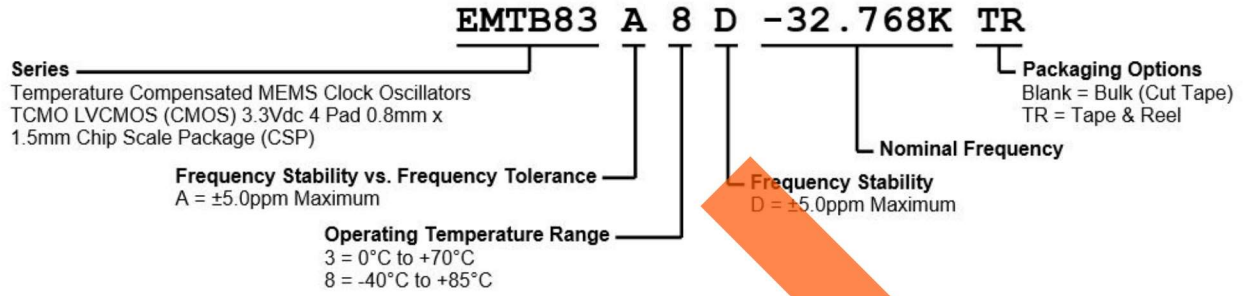 EMTB83 A 8 D -32.768K TR
Series
Temperature Compensated MEMS Clock Oscillators
TCMO LVCMOS (CMOS) 3.3Vdc 4 Pad 0.8mm x
1.5mm Chip Scale Package (CSP)
Packaging Options
Blank = Bulk (Cut Tape)
TR = Tape & Reel
Nominal Frequency
Frequency Stability vs. Frequency Tolerance
A = ±5.0ppm Maximum
Frequency Stability
D = ±5.0ppm Maximum
Operating Temperature Range
3 = 0°C to +70°C
8 = -40°C to +85°C